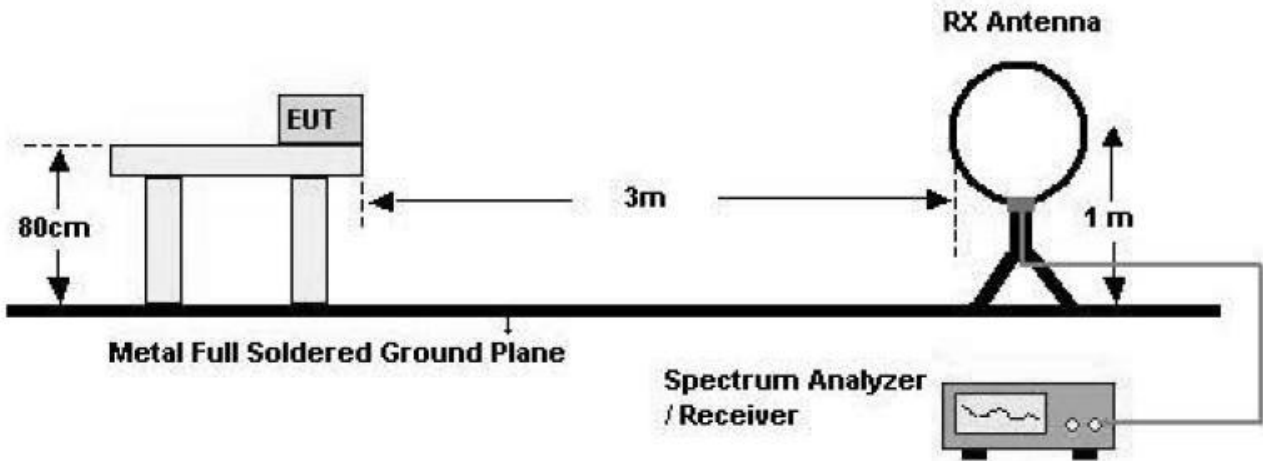 RX Antenna
EUT
80cm
3m
1 m
Metal Full Soldered Ground Plane
Spectrum Analyzer
/ Receiver